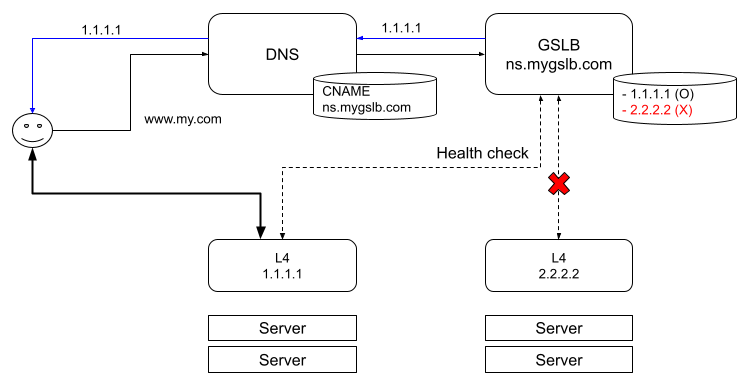 1.1.1.1
1.1.1.1
DNS
GSLB
ns.mygslb.com
CNAME
ns.mygslb.com
- 1.1.1.1 (O)
- 2.2.2.2 (X)
www.my.com
Health check
L4
1.1.1.1
L4
2.2.2.2
Server
Server
Server
Server